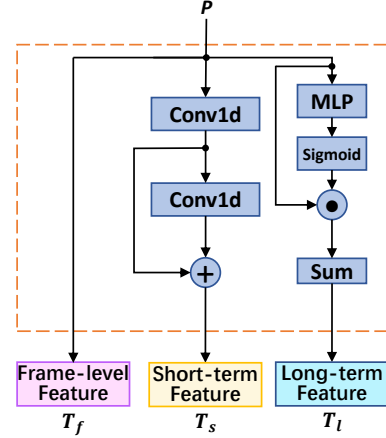 P
Conv1d
MLP
Sigmoid
Conv1d
Sum
Frame-level
Feature
Short-term
Feature
Long-term
Feature
T_f
T_s
T_l